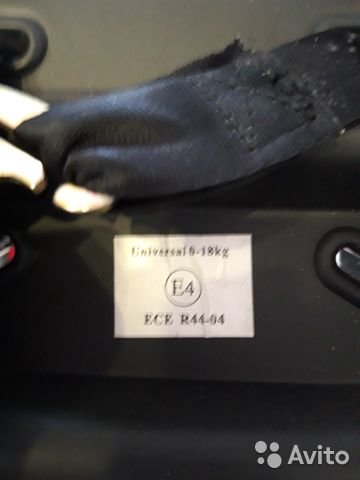 Universal 0-18kg
E4
ECE R44-04
Avito